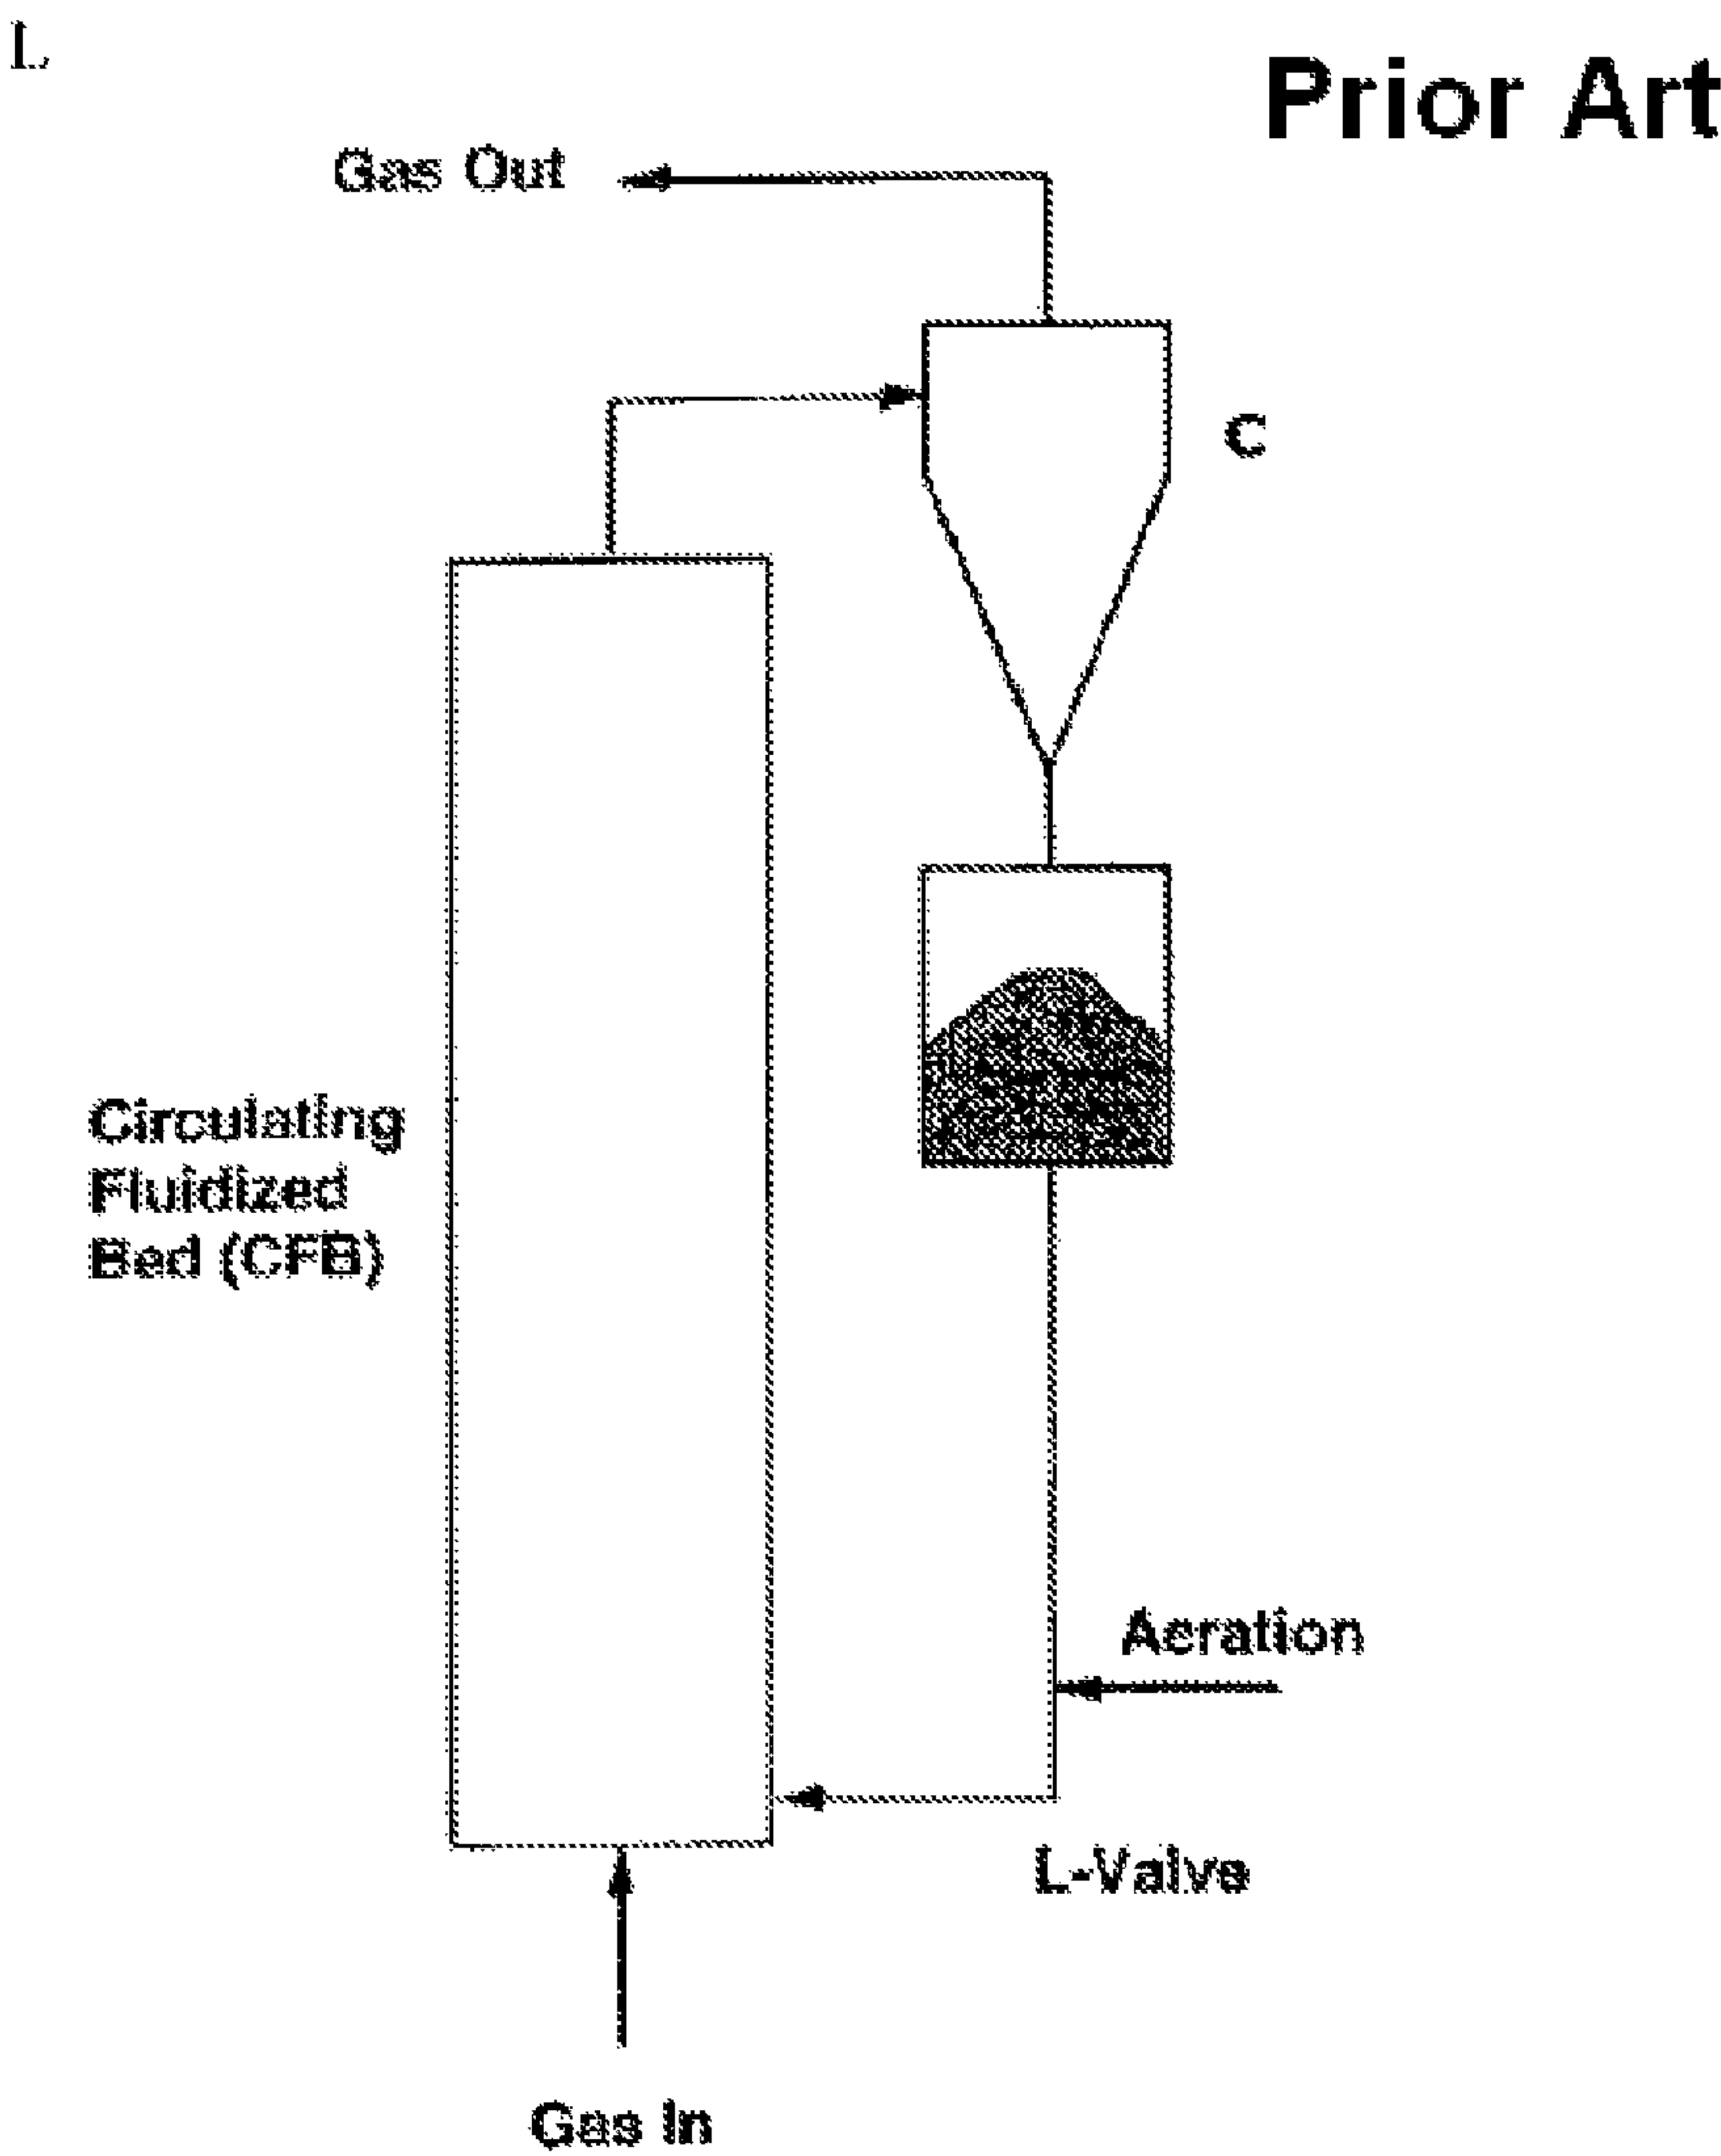 L
Prior Art
Gas Out
C
Circulating
Fluidized
Bed (CFB)
Aeration
L-Valve
Gas In